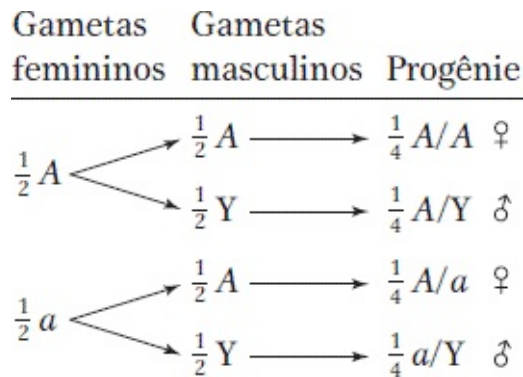 Gametas femininos Gametas masculinos Progênie
½ A ½ A ¼ A/A ♀
½ Y ¼ A/Y ♂
½ a ½ A ¼ A/a ♀
½ Y ¼ a/Y ♂